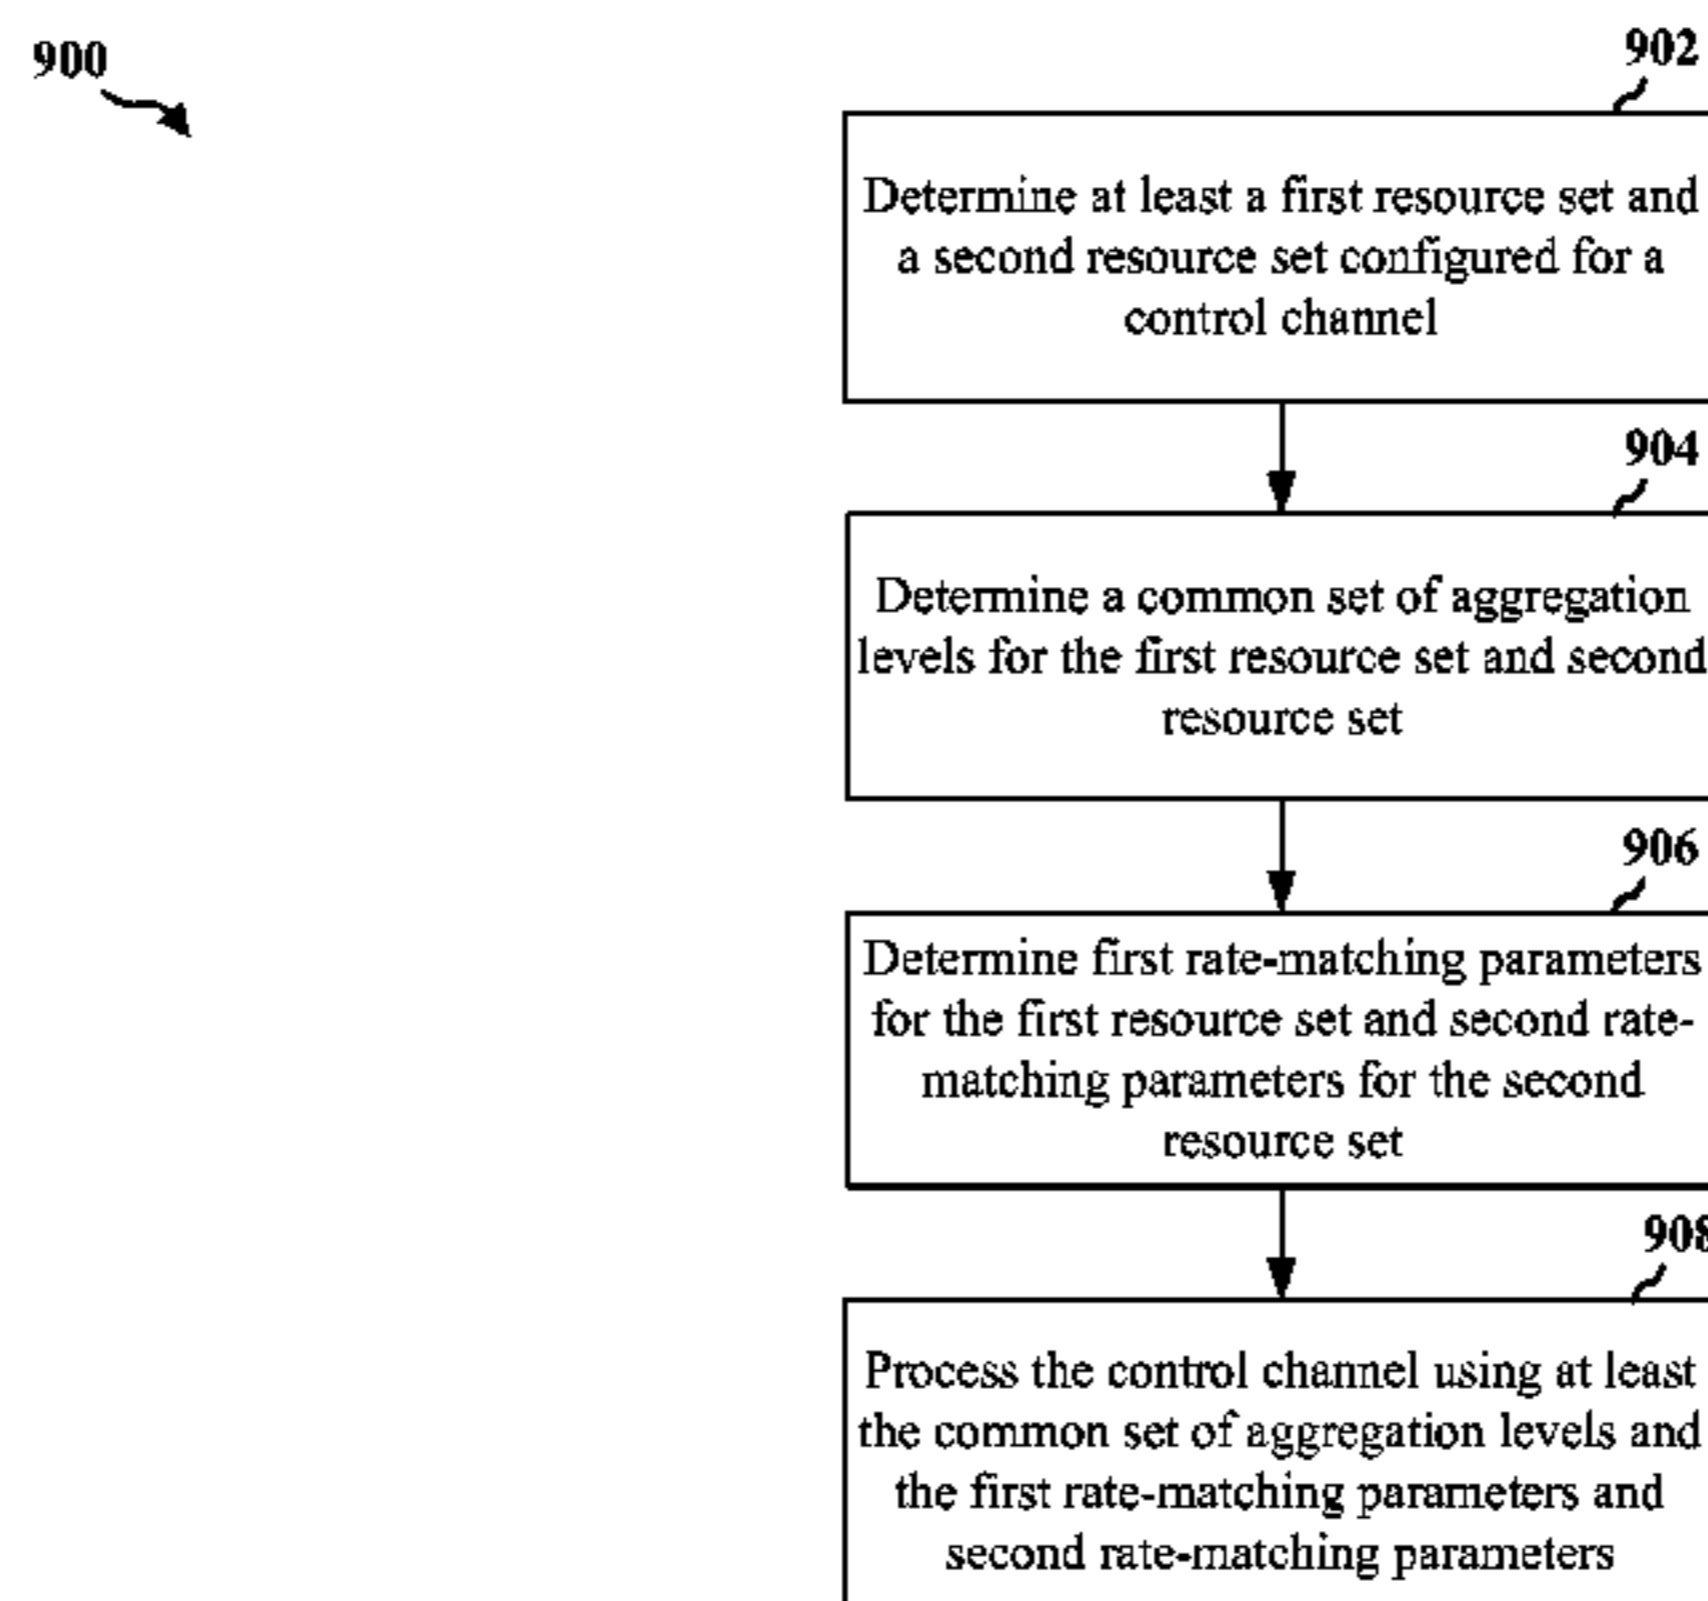 900
902
Determine at least a first resource set and
a second resource set configured for a
control channel
904
Determine a common set of aggregation
levels for the first resource set and second
resource set
906
Determine first rate-matching parameters
for the first resource set and second rate-
matching parameters for the second
resource set
908
Process the control channel using at least
the common set of aggregation levels and
the first rate-matching parameters and
second rate-matching parameters